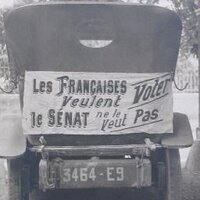 Les FRANÇAISES Voter
Veulent
le SENAT ne le Veut Pas
3464-E9